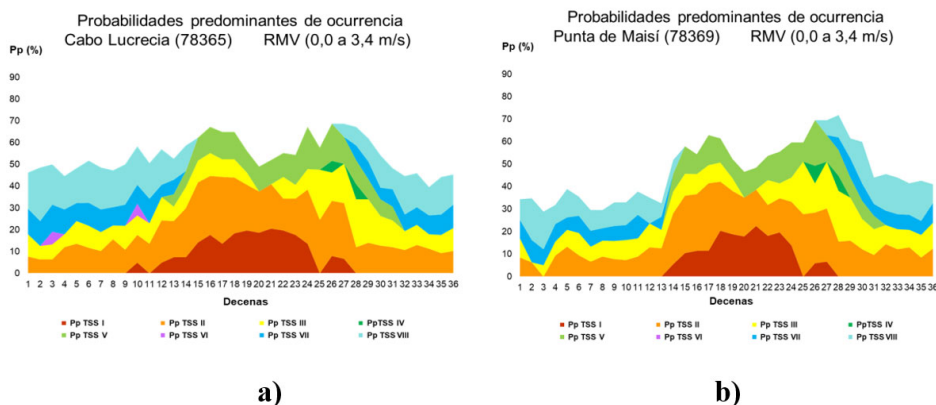 Probabilidades predominantes de ocurrencia
Cabo Lucrecia (78365) RMV (0,0 a 3,4 m/s)
Pp (%)
90
80
70
60
50
40
30
20
10
0
1 2 3 4 5 6 7 8 9 10 11 12 13 14 15 16 17 18 19 20 21 22 23 24 25 26 27 28 29 30 31 32 33 34 35 36
Decenas
Pp TSS I Pp TSS II Pp TSS III PpTSS IV
Pp TSS V Pp TSS VI Pp TSS VII Pp TSS VIII
a)
Probabilidades predominantes de ocurrencia
Punta de Maisí (78369) RMV (0,0 a 3,4 m/s)
Pp (%)
90
80
70
60
50
40
30
20
10
0
1 2 3 4 5 6 7 8 9 10 11 12 13 14 15 16 17 18 19 20 21 22 23 24 25 26 27 28 29 30 31 32 33 34 35 36
Decenas
Pp TSS I Pp TSS II Pp TSS III PpTSS IV
Pp TSS V Pp TSS VI Pp TSS VII Pp TSS VIII
b)